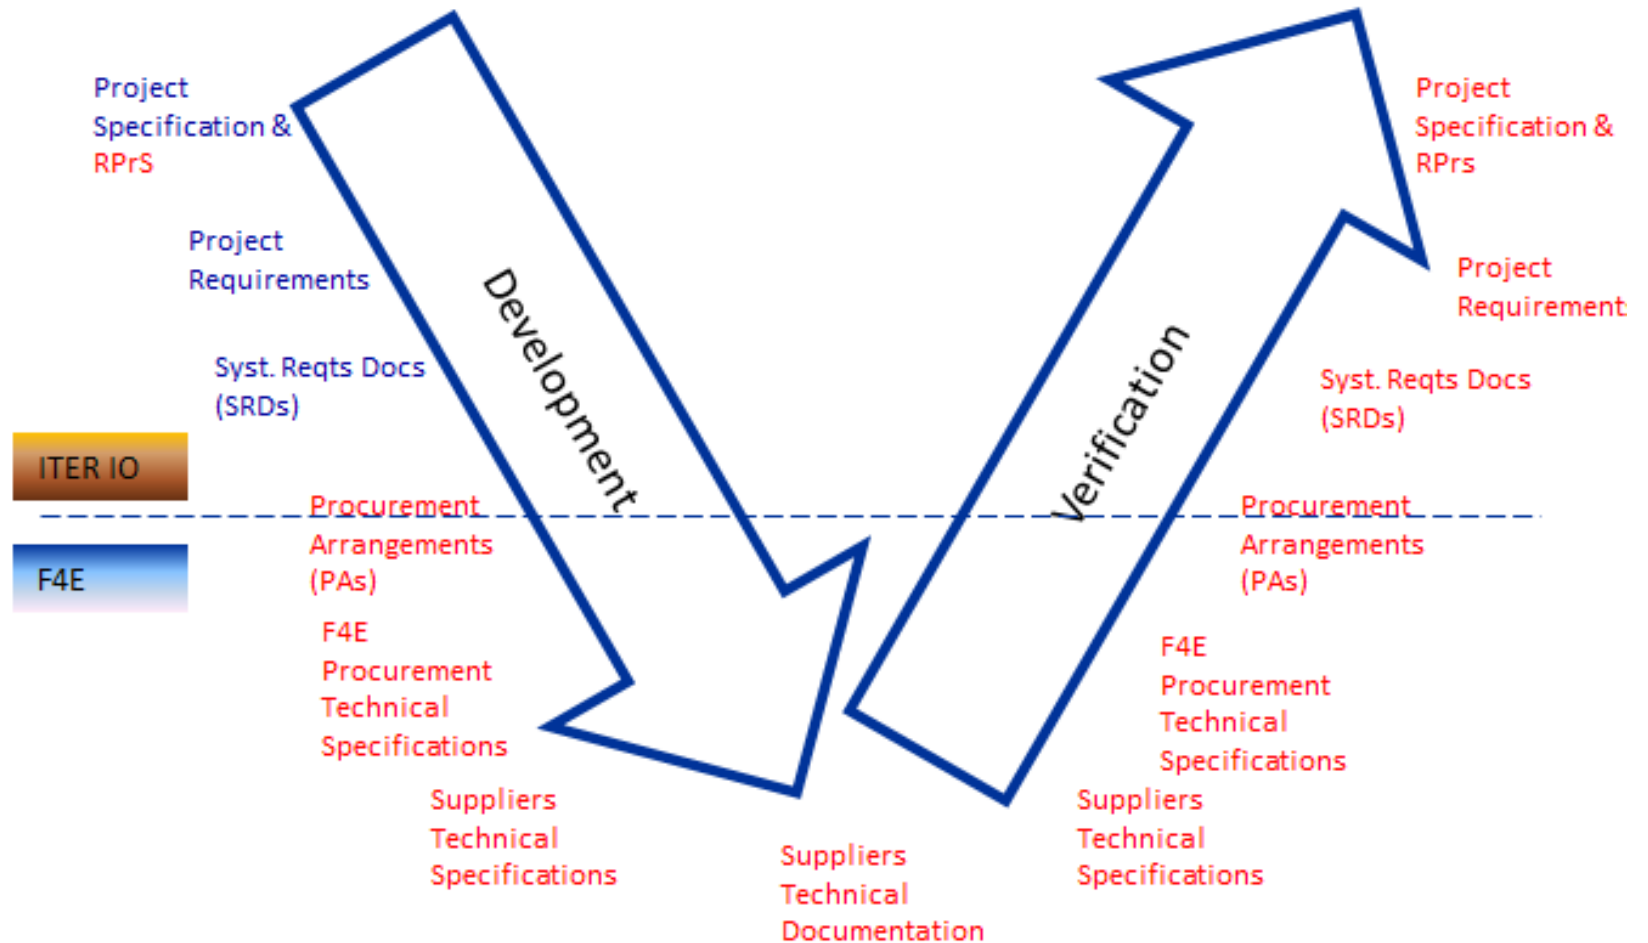 Project
Specification &
RPrS
Project
Requirements
Syst. Reqts Docs
(SRDs)
ITER IO
F4E
Procurement
Arrangements
(PAs)
F4E
Procurement
Technical
Specifications
Suppliers
Technical
Specifications
Development
Suppliers
Technical
Documentation
Verification
Project
Specification &
RPrs
Project
Requirements
Syst. Reqts Docs
(SRDs)
Procurement
Arrangements
(PAs)
F4E
Procurement
Technical
Specifications
Suppliers
Technical
Specifications